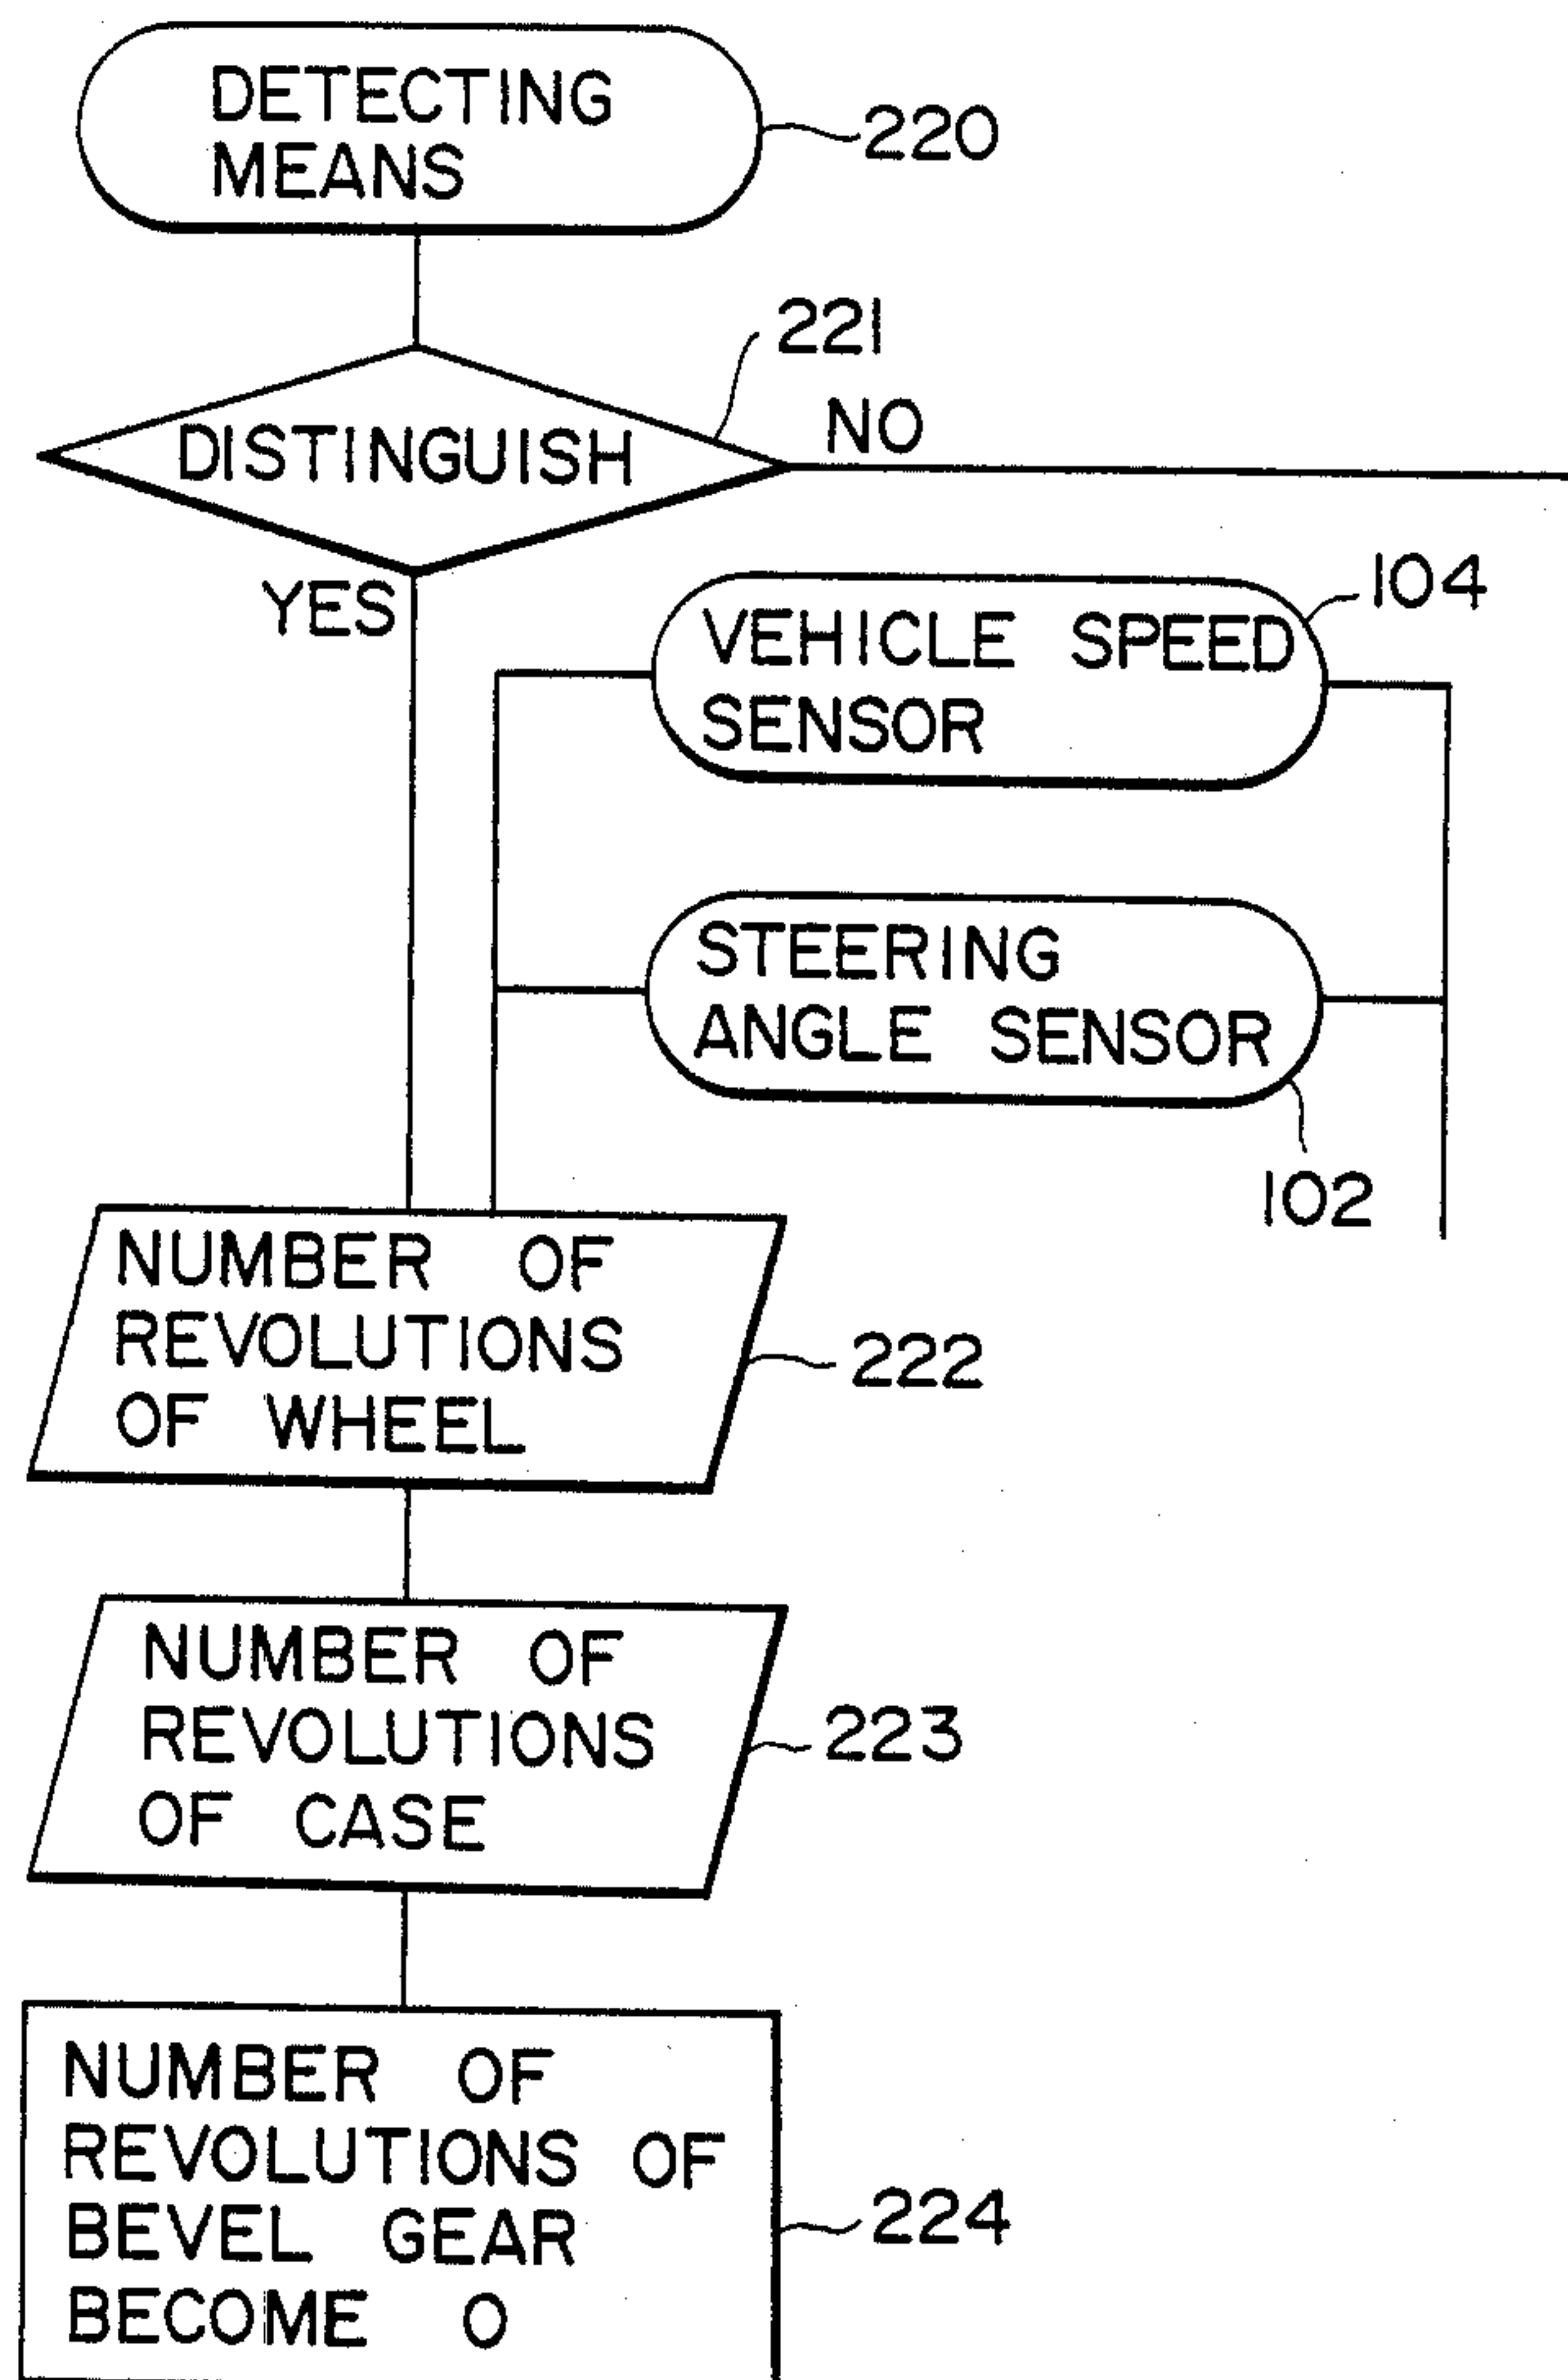 DETECTING
MEANS
220
221
DISTINGUISH
NO
YES
104
VEHICLE SPEED
SENSOR
STEERING
ANGLE SENSOR
102
NUMBER OF
REVOLUTIONS
OF WHEEL
222
NUMBER OF
REVOLUTIONS
OF CASE
223
NUMBER OF
REVOLUTIONS OF
BEVEL GEAR
BECOME 0
224